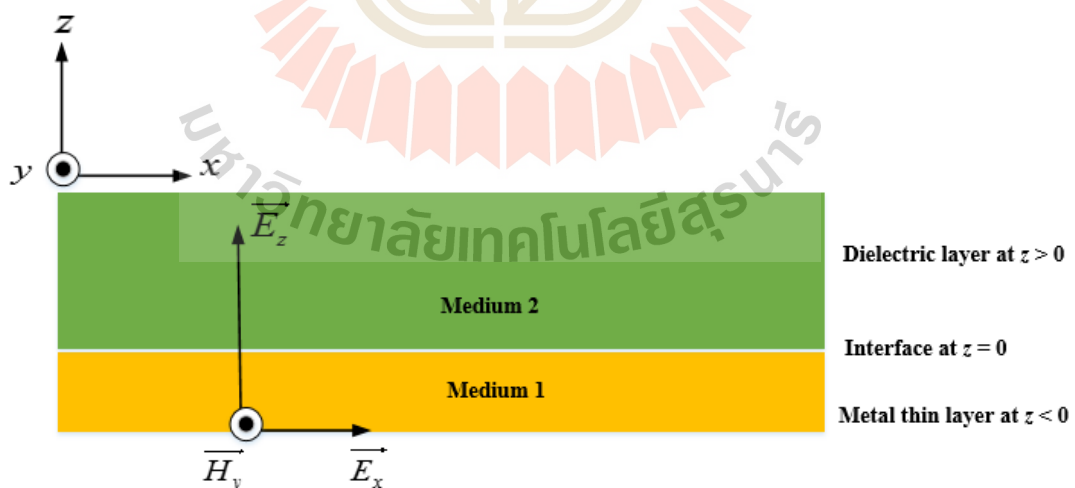 z
y
x
มหาวิทยาลัยเทคโนโลยีสุรนารี
E_z
Dielectric layer at z > 0
Medium 2
Interface at z = 0
Medium 1
Metal thin layer at z < 0
H_y
E_x